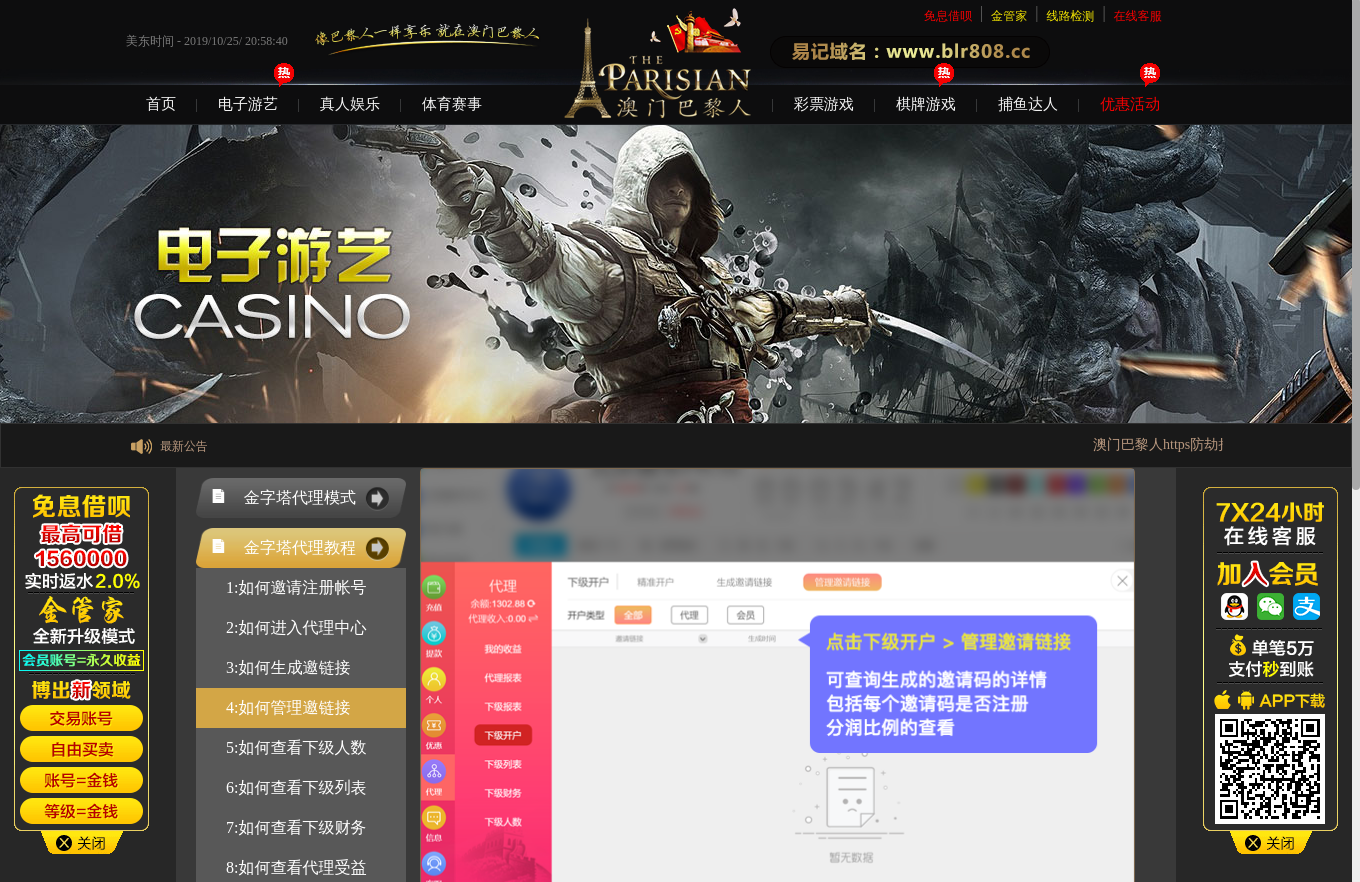 免息借呗
金管家
线路检测
在线客服
美东时间 - 2019/10/25/ 20:58:40
像巴黎人一样享乐 就在澳门巴黎人
THE
PARISIAN
澳门巴黎人
易记域名：www.blr808.cc
热
热
热
首页
电子游艺
真人娱乐
体育赛事
彩票游戏
棋牌游戏
捕鱼达人
优惠活动
电子游艺
CASINO
最新公告
澳门巴黎人https防劫持
免息借呗
最高可借
1560000
实时返水2.0%
金管家
全新升级模式
会员账号=永久收益
博出新领域
交易账号
自由买卖
账号=金钱
等级=金钱
关闭
金字塔代理模式
金字塔代理教程
1:如何邀请注册帐号
2:如何进入代理中心
3:如何生成邀链接
4:如何管理邀链接
5:如何查看下级人数
6:如何查看下级列表
7:如何查看下级财务
8:如何查看代理受益
充值
提款
个人
优惠
代理
信息
代理
余额:1302.88
代理收入:0.00
我的收益
代理报表
下级报表
下级开户
下级列表
下级财务
下级人数
下级开户
精准开户
生成邀请链接
管理邀请链接
开户类型
全部
代理
会员
邀请链接
生成时间
点击下级开户 > 管理邀请链接
可查询生成的邀请码的详情
包括每个邀请码是否注册
分润比例的查看
暂无数据
7X24小时
在线客服
加入会员
单笔5万
支付秒到账
APP下载
关闭